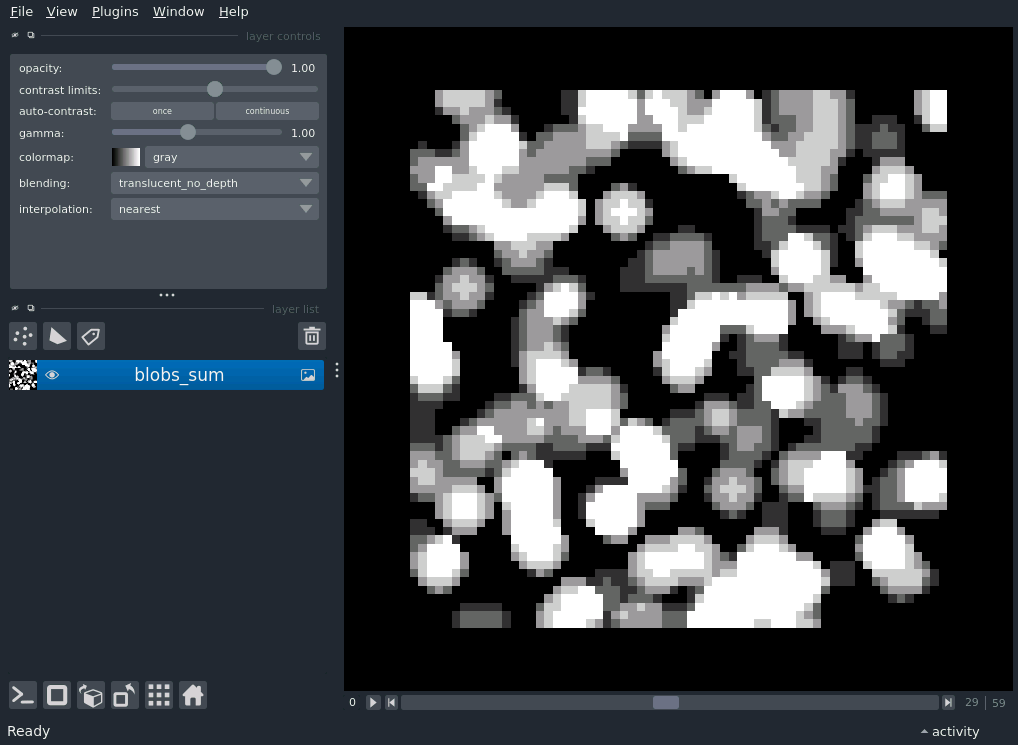 File View Plugins Window Help
layer controls
opacity: 1.00
contrast limits:
auto-contrast: once continuous
gamma: 1.00
colormap: gray
blending: translucent_no_depth
interpolation: nearest
layer list
blobs_sum
0 29 | 59
Ready activity